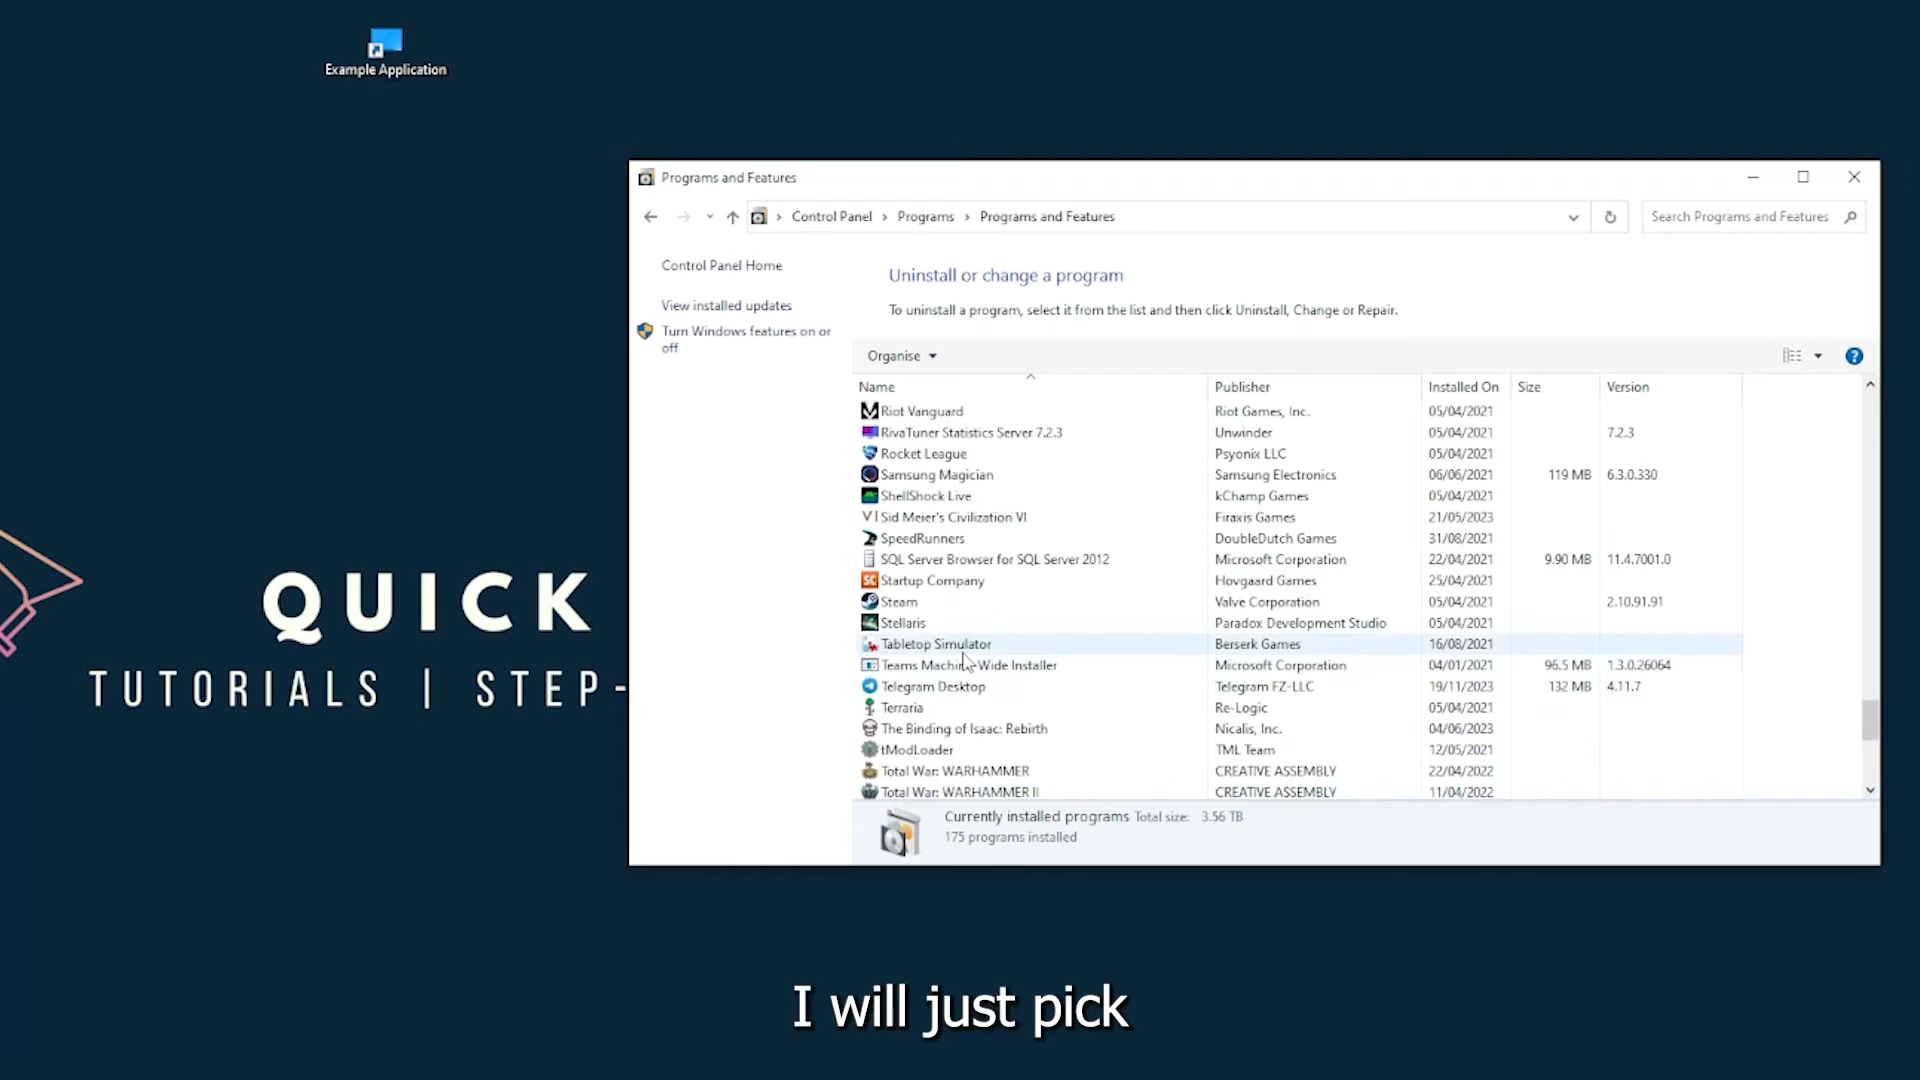 Example Application
QUICK
TUTORIALS | STEP-
Programs and Features
Control Panel › Programs › Programs and Features
Search Programs and Features
Control Panel Home
View installed updates
Turn Windows features on or
off
Uninstall or change a program
To uninstall a program, select it from the list and then click Uninstall, Change or Repair.
Organise
Name Publisher Installed On Size Version
Riot Vanguard Riot Games, Inc. 05/04/2021
RivaTuner Statistics Server 7.2.3 Unwinder 05/04/2021 7.2.3
Rocket League Psyonix LLC 05/04/2021
Samsung Magician Samsung Electronics 06/06/2021 119 MB 6.3.0.330
ShellShock Live kChamp Games 05/04/2021
Sid Meier's Civilization VI Firaxis Games 21/05/2023
SpeedRunners DoubleDutch Games 31/08/2021
SQL Server Browser for SQL Server 2012 Microsoft Corporation 22/04/2021 9.90 MB 11.4.7001.0
Startup Company Hovgaard Games 25/04/2021
Steam Valve Corporation 05/04/2021 2.10.91.91
Stellaris Paradox Development Studio 05/04/2021
Tabletop Simulator Berserk Games 16/08/2021
Teams Machine-Wide Installer Microsoft Corporation 04/01/2021 96.5 MB 1.3.0.26064
Telegram Desktop Telegram FZ-LLC 19/11/2023 132 MB 4.11.7
Terraria Re-Logic 05/04/2021
The Binding of Isaac: Rebirth Nicalis, Inc. 04/06/2023
tModLoader TML Team 12/05/2021
Total War: WARHAMMER CREATIVE ASSEMBLY 22/04/2022
Total War: WARHAMMER II CREATIVE ASSEMBLY 11/04/2022
Currently installed programs Total size: 3.56 TB
175 programs installed
I will just pick